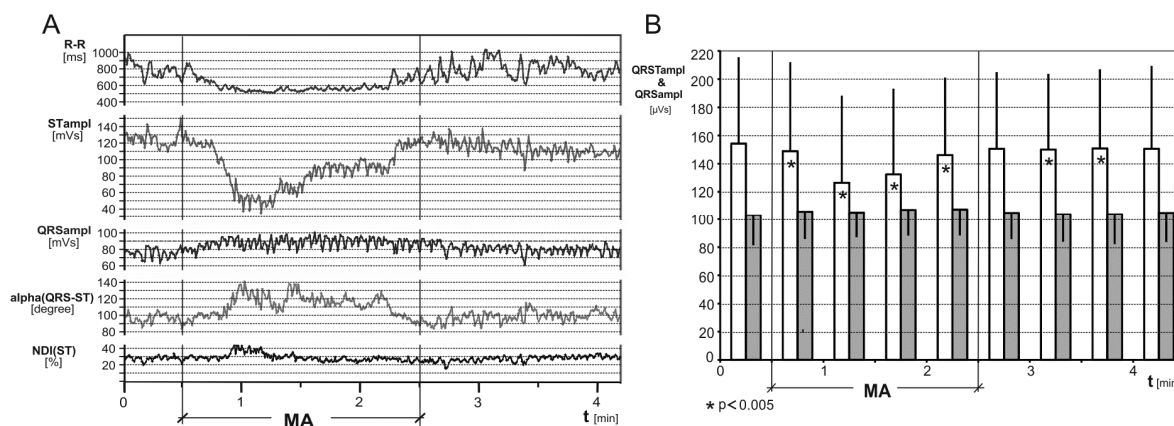 A
R-R
[ms]
1000
800
600
400
STampl
[mVs]
140
120
100
80
60
40
QRSampl
[mVs]
100
80
60
alpha(QRS-ST)
[degree]
140
120
100
80
NDI(ST)
[%]
40
20
0 1 2 3 4
MA
t [min]
B
QRSTampl
&
QRSampl
[µVs]
220
200
180
160
140
120
100
80
60
40
20
0
* * * * * *
0 1 2 3 4
MA
t [min
* p<0.005